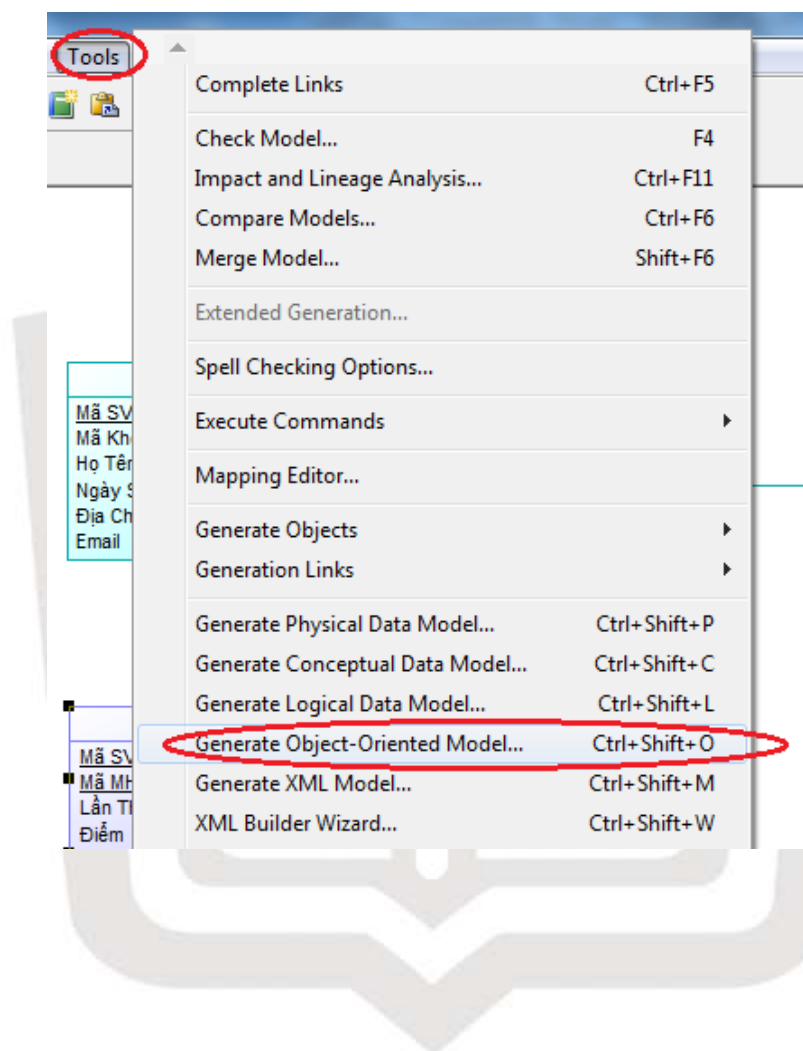 Tools
Complete Links Ctrl+F5
Check Model... F4
Impact and Lineage Analysis... Ctrl+F11
Compare Models... Ctrl+F6
Merge Model... Shift+F6
Extended Generation...
Spell Checking Options...
Execute Commands
Mapping Editor...
Generate Objects
Generation Links
Generate Physical Data Model... Ctrl+Shift+P
Generate Conceptual Data Model... Ctrl+Shift+C
Generate Logical Data Model... Ctrl+Shift+L
Generate Object-Oriented Model... Ctrl+Shift+O
Generate XML Model... Ctrl+Shift+M
XML Builder Wizard... Ctrl+Shift+W
Mã SV
Mã
Họ Tên
Ngày
Địa
Email
Mã SV
Mã MH
Lần
Điểm